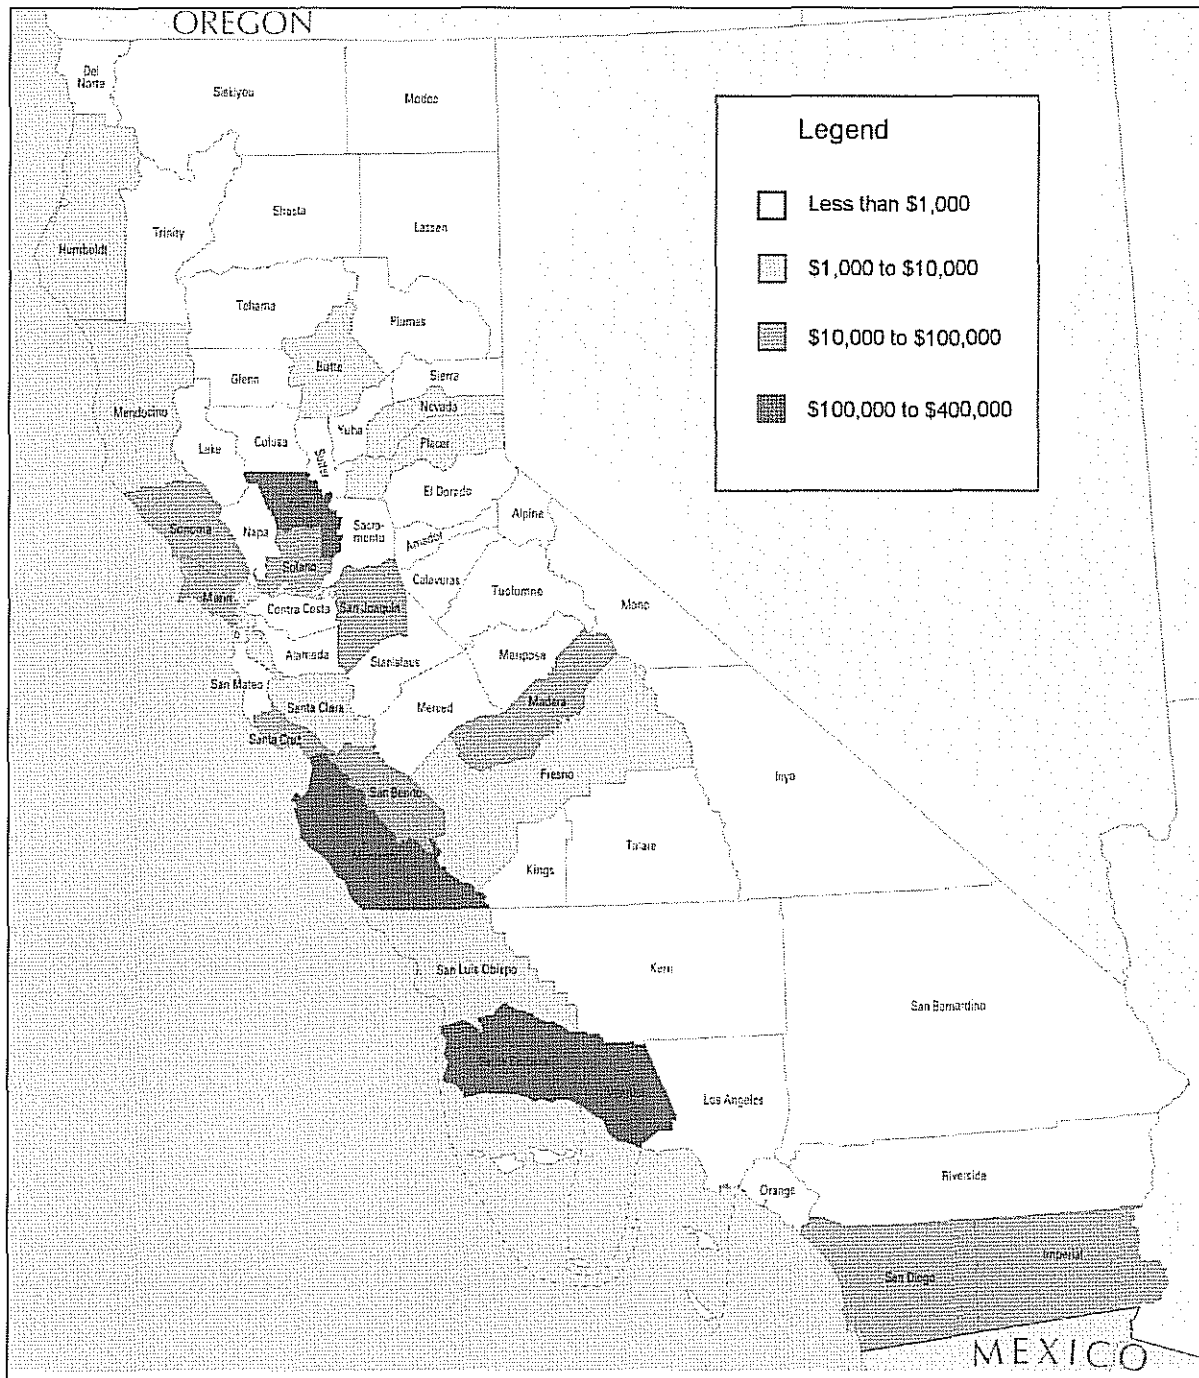 OREGON
Del
Norte
Siskiyou
Modoc
Legend
Less than $1,000
$1,000 to $10,000
$10,000 to $100,000
$100,000 to $400,000
Humboldt
Trinity
Shasta
Lassen
Tehama
Plumas
Glenn
Butte
Sierra
Mendocino
Nevada
Yuba
Placer
Lake
Colusa
Sutter
El Dorado
Alpine
Sonoma
Napa
Sacra-
mento
Amador
Solano
Calaveras
Tuolumne
Mono
Marin
Contra Costa
San Joaquin
Alameda
Stanislaus
Mariposa
San Mateo
Santa Clara
Merced
Madera
Santa Cruz
Fresno
Inyo
San Benito
Kings
Tulare
San Luis Obispo
Kern
San Bernardino
Los Angeles
Orange
Riverside
Imperial
San Diego
MEXICO